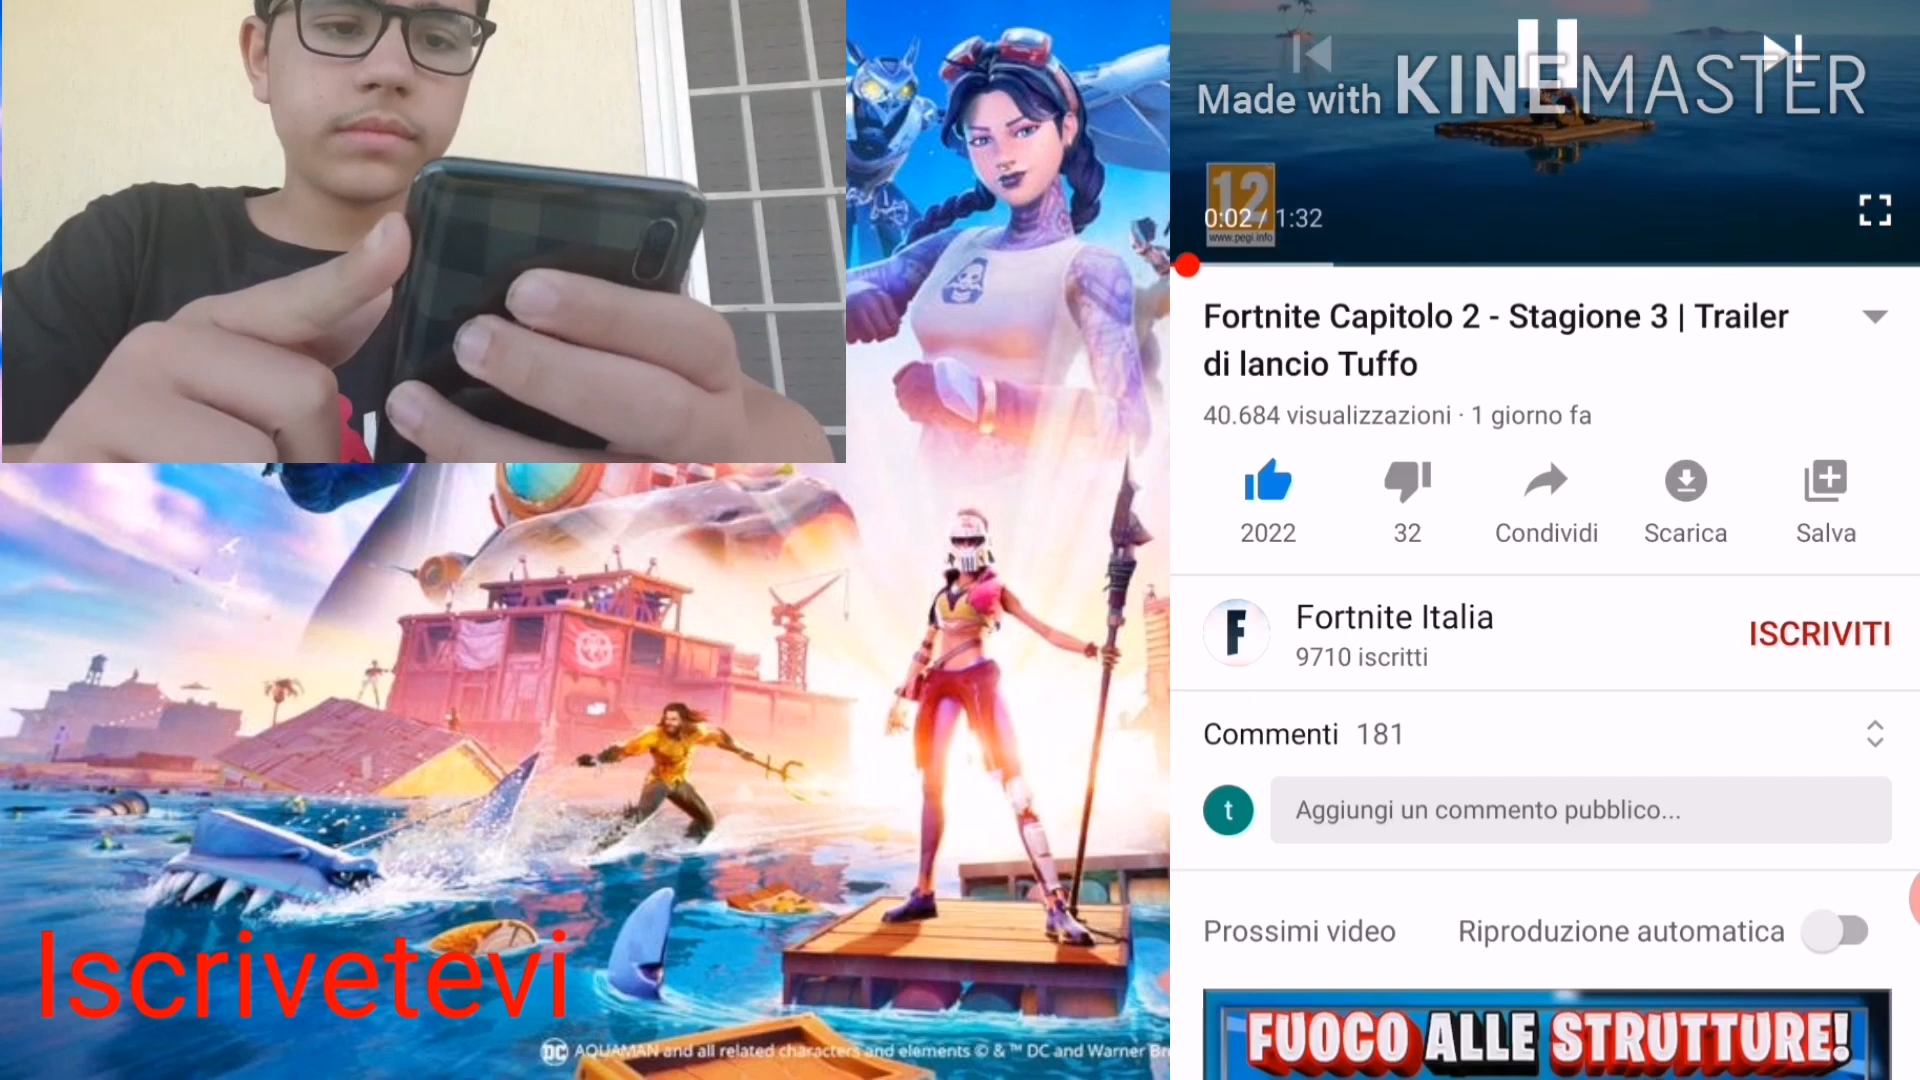 Made with KINEMASTER
12
0:02 / 1:32
www.pegi.info
Fortnite Capitolo 2 - Stagione 3 | Trailer
di lancio Tuffo
40.684 visualizzazioni · 1 giorno fa
2022
32
Condividi
Scarica
Salva
F
Fortnite Italia
9710 iscritti
ISCRIVITI
Commenti 181
t
Aggiungi un commento pubblico...
Prossimi video
Riproduzione automatica
FUOCO ALLE STRUTTURE!
Iscrivetevi
DC AQUAMAN and all related characters and elements © & ™ DC and Warner